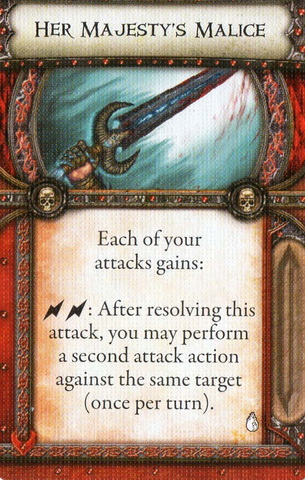 HER MAJESTY'S MALICE
Each of your
attacks gains:
: After resolving this
attack, you may perform
a second attack action
against the same target
(once per turn).